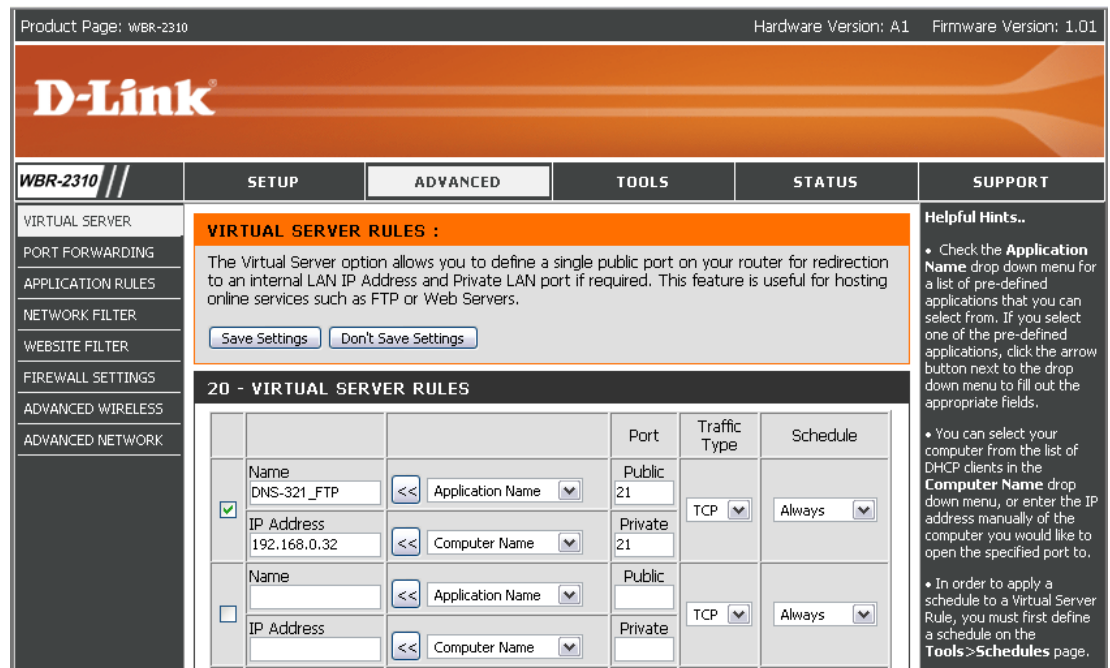 Product Page: WBR-2310
Hardware Version: A1 Firmware Version: 1.01
D-Link®
WBR-2310
SETUP
ADVANCED
TOOLS
STATUS
SUPPORT
VIRTUAL SERVER
PORT FORWARDING
APPLICATION RULES
NETWORK FILTER
WEBSITE FILTER
FIREWALL SETTINGS
ADVANCED WIRELESS
ADVANCED NETWORK
VIRTUAL SERVER RULES :
The Virtual Server option allows you to define a single public port on your router for redirection
to an internal LAN IP Address and Private LAN port if required. This feature is useful for hosting
online services such as FTP or Web Servers.
Save Settings Don't Save Settings
20 - VIRTUAL SERVER RULES
Port
Traffic
Type
Schedule
Name
DNS-321_FTP
<< Application Name
Public
21
IP Address
192.168.0.32
<< Computer Name
Private
21
TCP
Always
Name
<< Application Name
Public
IP Address
<< Computer Name
Private
TCP
Always
Helpful Hints..
• Check the Application
Name drop down menu for
a list of pre-defined
applications that you can
select from. If you select
one of the pre-defined
applications, click the arrow
button next to the drop
down menu to fill out the
appropriate fields.
• You can select your
computer from the list of
DHCP clients in the
Computer Name drop
down menu, or enter the IP
address manually of the
computer you would like to
open the specified port to.
• In order to apply a
schedule to a Virtual Server
Rule, you must first define
a schedule on the
Tools>Schedules page.